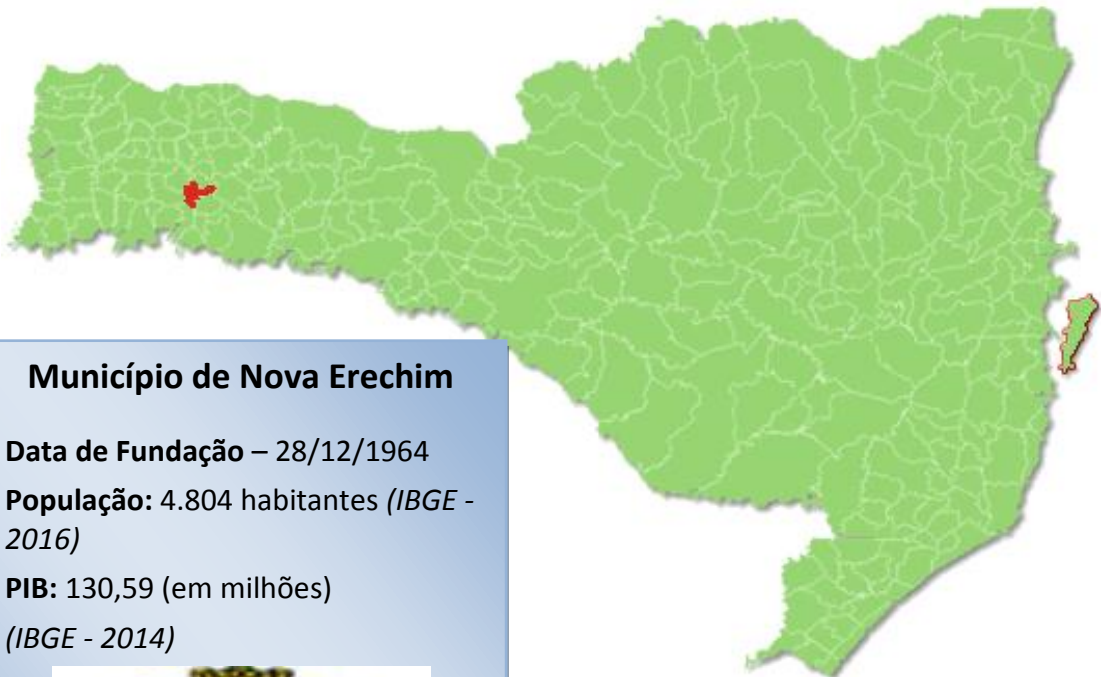 Município de Nova Erechim
Data de Fundação – 28/12/1964
População: 4.804 habitantes (IBGE -
2016)
PIB: 130,59 (em milhões)
(IBGE - 2014)